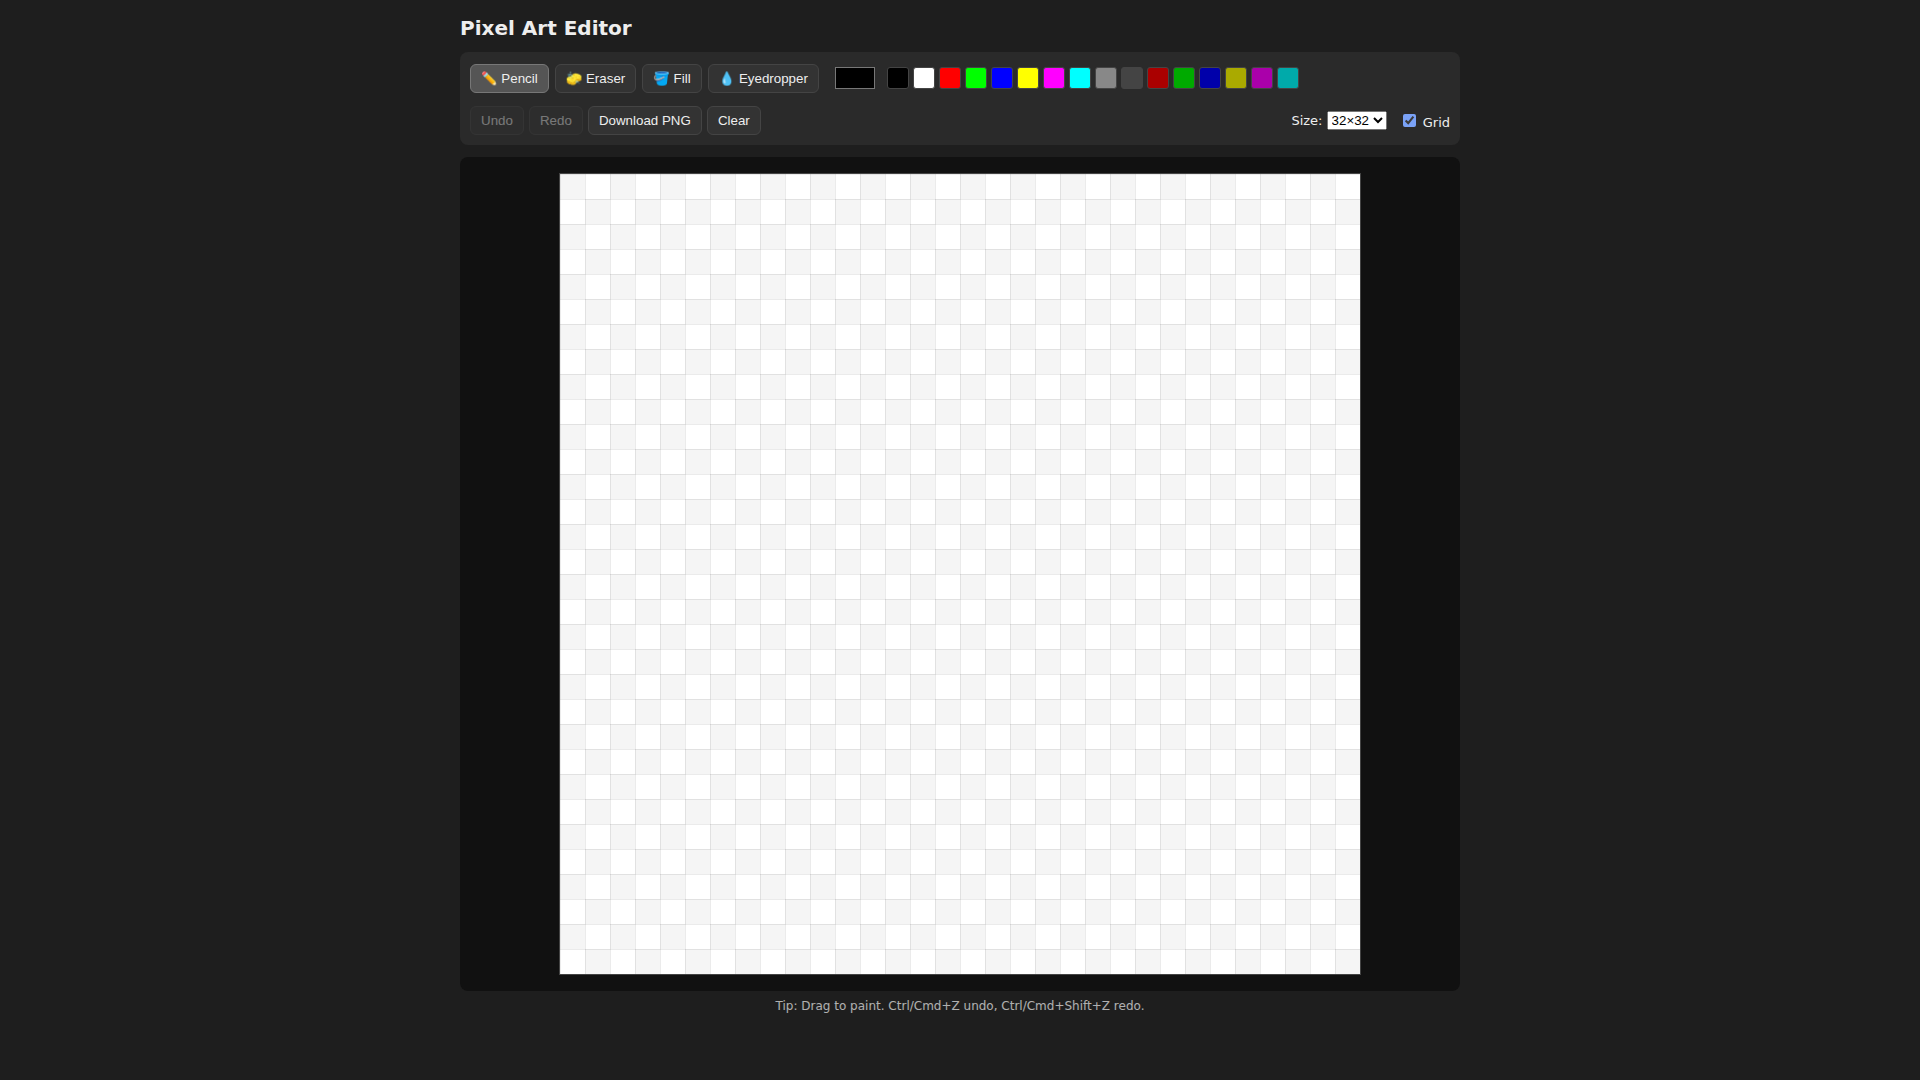 Pixel Art Editor
✏️ Pencil 🧽 Eraser 🪣 Fill 💧 Eyedropper
Undo Redo Download PNG Clear Size: 32×32 Grid
Tip: Drag to paint. Ctrl/Cmd+Z undo, Ctrl/Cmd+Shift+Z redo.